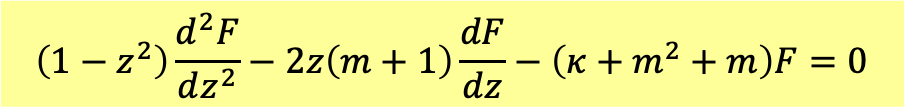 (1 − z²) d²F/dz² − 2z(m + 1) dF/dz − (κ + m² + m)F = 0